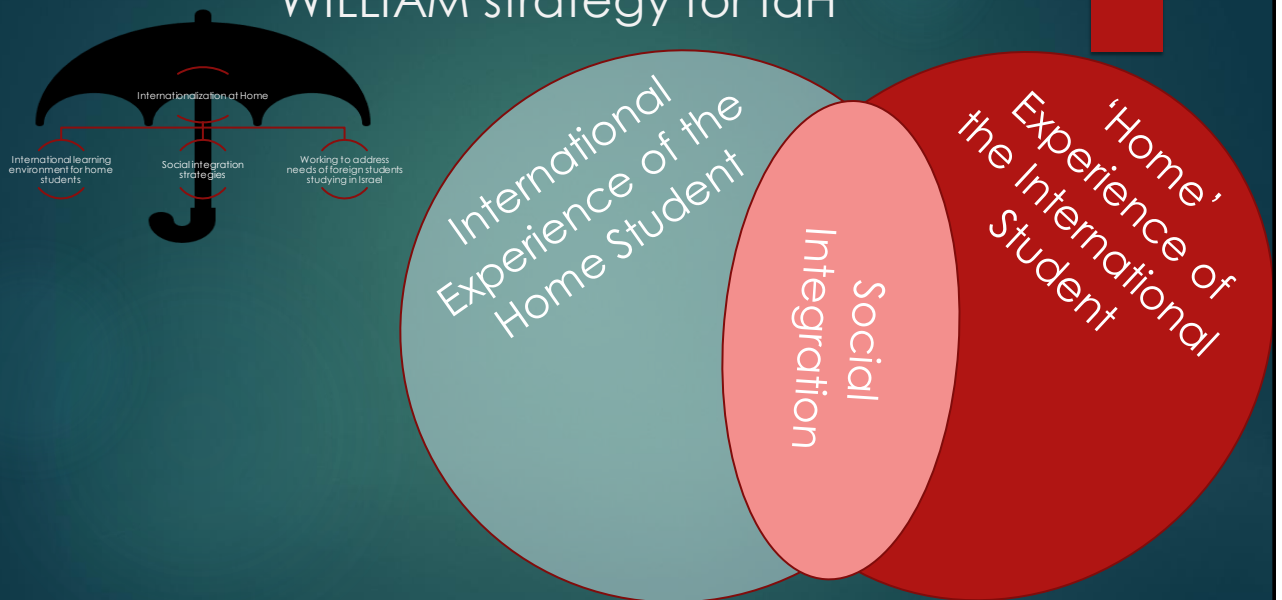 WILLIAM strategy for IaH
Internationalization at Home
International learning
environment for home
students
Social integration
strategies
Working to address
needs of foreign students
studying in Israel
International
Experience of the
Home Student
Social
Integration
‘Home’
Experience of
the International
Student